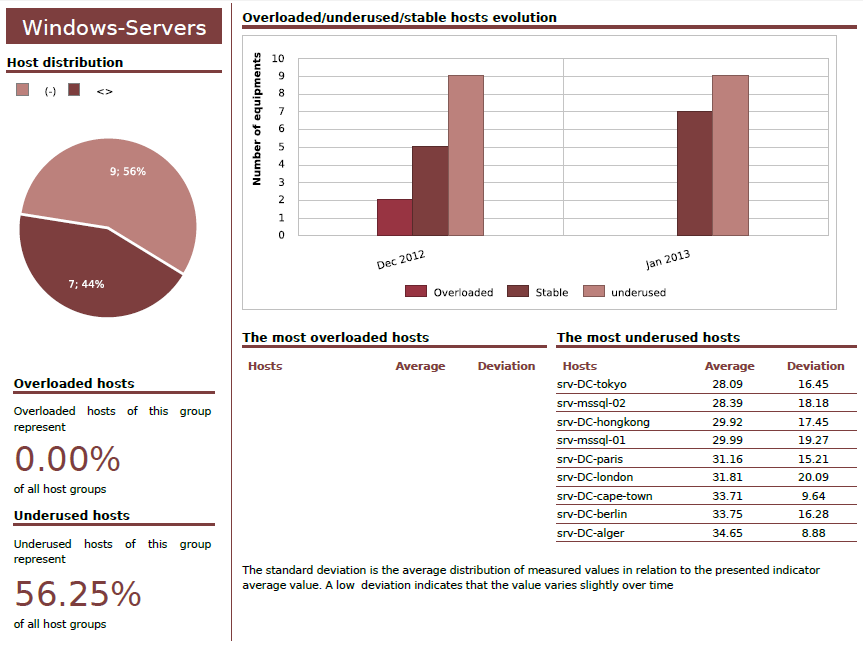 Windows-Servers
Host distribution
(-) <>
9; 56%
7; 44%
Overloaded hosts
Overloaded hosts of this group
represent
0.00%
of all host groups
Underused hosts
Underused hosts of this group
represent
56.25%
of all host groups
Overloaded/underused/stable hosts evolution
Number of equipments
10
9
8
7
6
5
4
3
2
1
0
Dec 2012
Jan 2013
Overloaded Stable underused
The most overloaded hosts
Hosts Average Deviation
The most underused hosts
Hosts Average Deviation
srv-DC-tokyo 28.09 16.45
srv-mssql-02 28.39 18.18
srv-DC-hongkong 29.92 17.45
srv-mssql-01 29.99 19.27
srv-DC-paris 31.16 15.21
srv-DC-london 31.81 20.09
srv-DC-cape-town 33.71 9.64
srv-DC-berlin 33.75 16.28
srv-DC-alger 34.65 8.88
The standard deviation is the average distribution of measured values in relation to the presented indicator
average value. A low deviation indicates that the value varies slightly over time